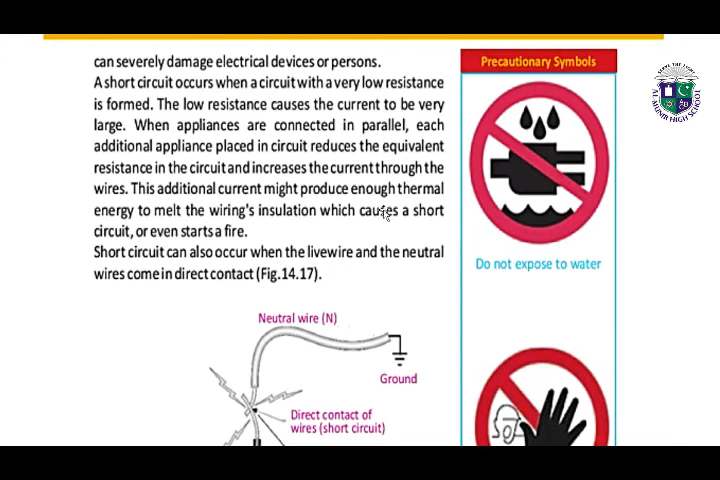 can severely damage electrical devices or persons.
A short circuit occurs when a circuit with a very low resistance
is formed. The low resistance causes the current to be very
large. When appliances are connected in parallel, each
additional appliance placed in circuit reduces the equivalent
resistance in the circuit and increases the current through the
wires. This additional current might produce enough thermal
energy to melt the wiring's insulation which causes a short
circuit, or even starts a fire.
Short circuit can also occur when the livewire and the neutral
wires come in direct contact (Fig.14.17).
Neutral wire (N)
Ground
Direct contact of
wires (short circuit)
Precautionary Symbols
Do not expose to water
AL MUNIR HIGH SCHOOL